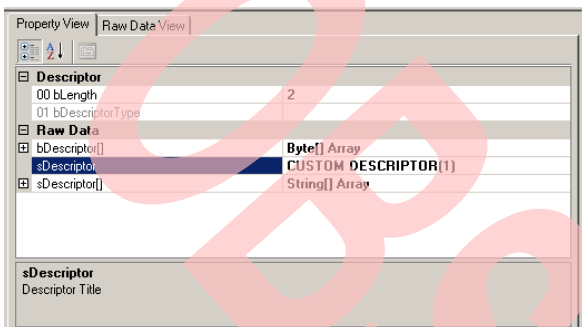 Property View Raw Data View
Descriptor
00 bLength 2
01 bDescriptorType
Raw Data
bDescriptor[] Byte[] Array
sDescriptor CUSTOM DESCRIPTOR(1)
sDescriptor[] String[] Array
sDescriptor
Descriptor Title